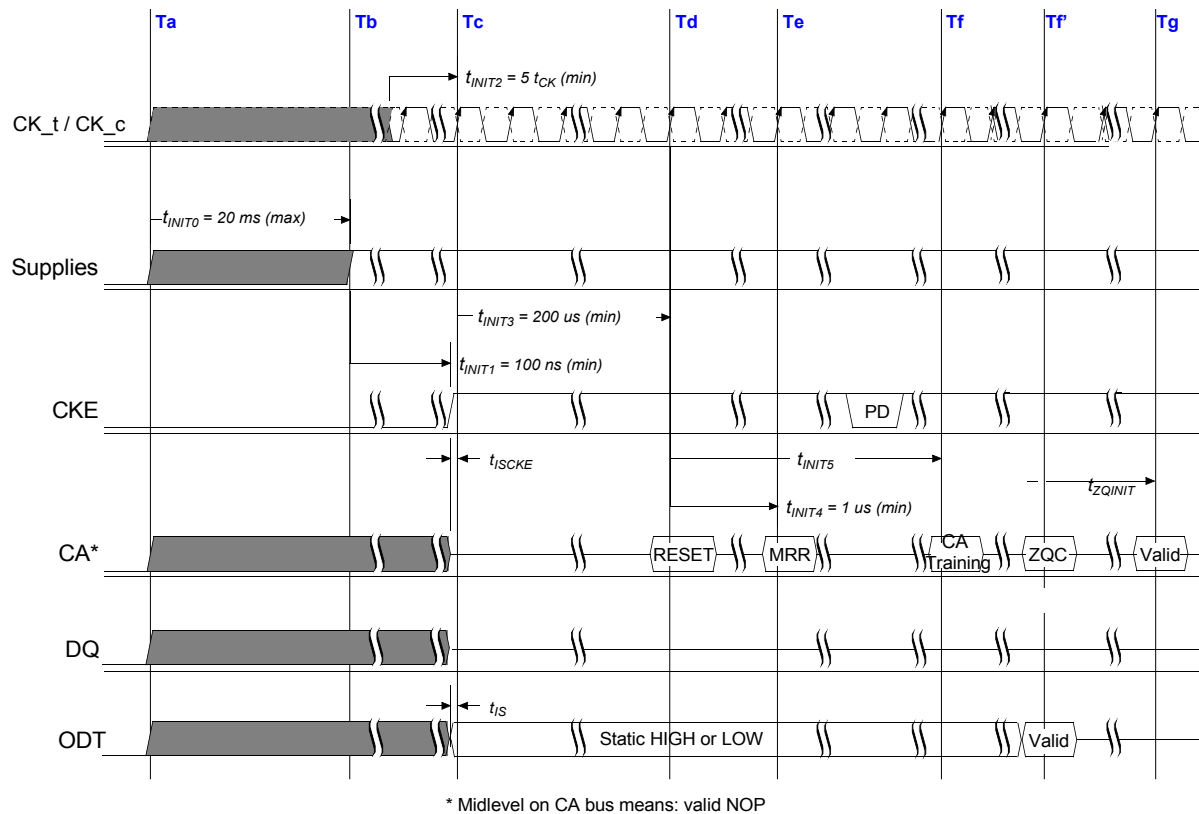 Ta Tb Tc Td Te Tf Tf' Tg
tINIT2 = 5 tCK (min)
CK_t / CK_c
tINIT0 = 20 ms (max)
Supplies
tINIT3 = 200 us (min)
tINIT1 = 100 ns (min)
CKE
PD
tISCKE
tINIT5
tZQINIT
tINIT4 = 1 us (min)
CA*
RESET MRR CA Training ZQC Valid
DQ
tIS
ODT
Static HIGH or LOW Valid
* Midlevel on CA bus means: valid NOP